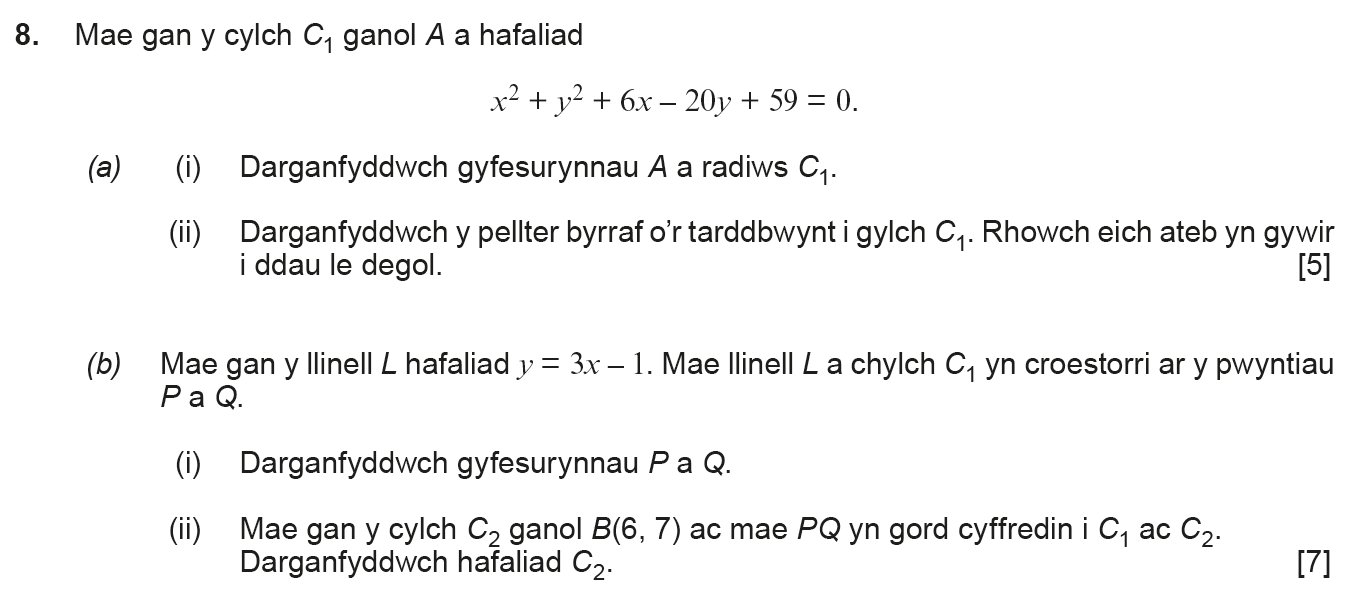 8. Mae gan y cylch C₁ ganol A a hafaliad
x² + y² + 6x – 20y + 59 = 0.
(a) (i) Darganfyddwch gyfesurynnau A a radiws C₁.
(ii) Darganfyddwch y pellter byrraf o'r tarddbwynt i gylch C₁. Rhowch eich ateb yn gywir
i ddau le degol. [5]
(b) Mae gan y llinell L hafaliad y = 3x – 1. Mae llinell L a chylch C₁ yn croestorri ar y pwyntiau
P a Q.
(i) Darganfyddwch gyfesurynnau P a Q.
(ii) Mae gan y cylch C₂ ganol B(6, 7) ac mae PQ yn gord cyffredin i C₁ ac C₂.
Darganfyddwch hafaliad C₂. [7]